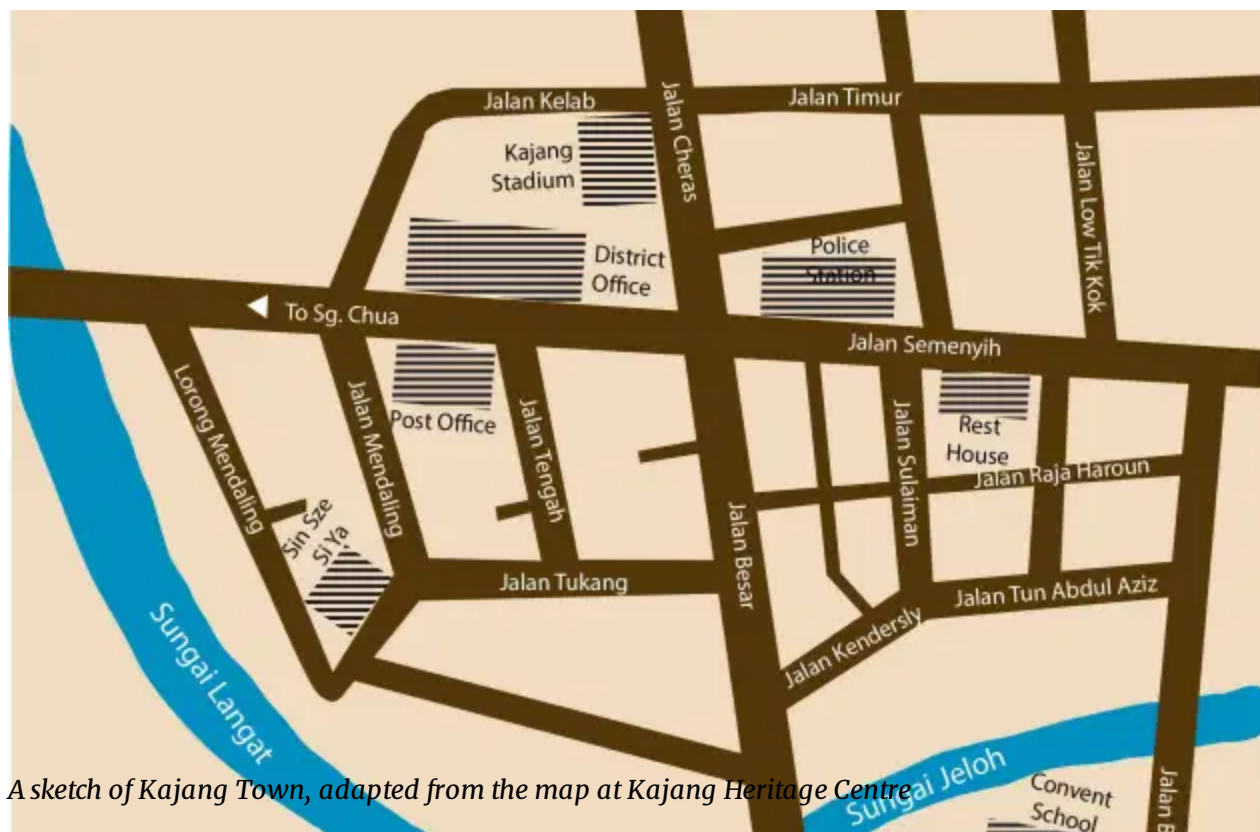 Jalan Kelab
Jalan Timur
Jalan Cheras
Kajang
Stadium
Jalan Low Tik Kok
District
Office
Police
Station
To Sg. Chua
Jalan Semenyih
Lorong Mendaling
Jalan Mendaling
Post Office
Jalan Tengah
Jalan Sulaiman
Rest
House
Jalan Raja Haroun
Sin Sze
Si Ya
Jalan Besar
Jalan Tukang
Jalan Tun Abdul Aziz
Jalan Kendersly
Sungai Langat
Sungai Jeloh
Convent
School
Jalan
A sketch of Kajang Town, adapted from the map at Kajang Heritage Centre